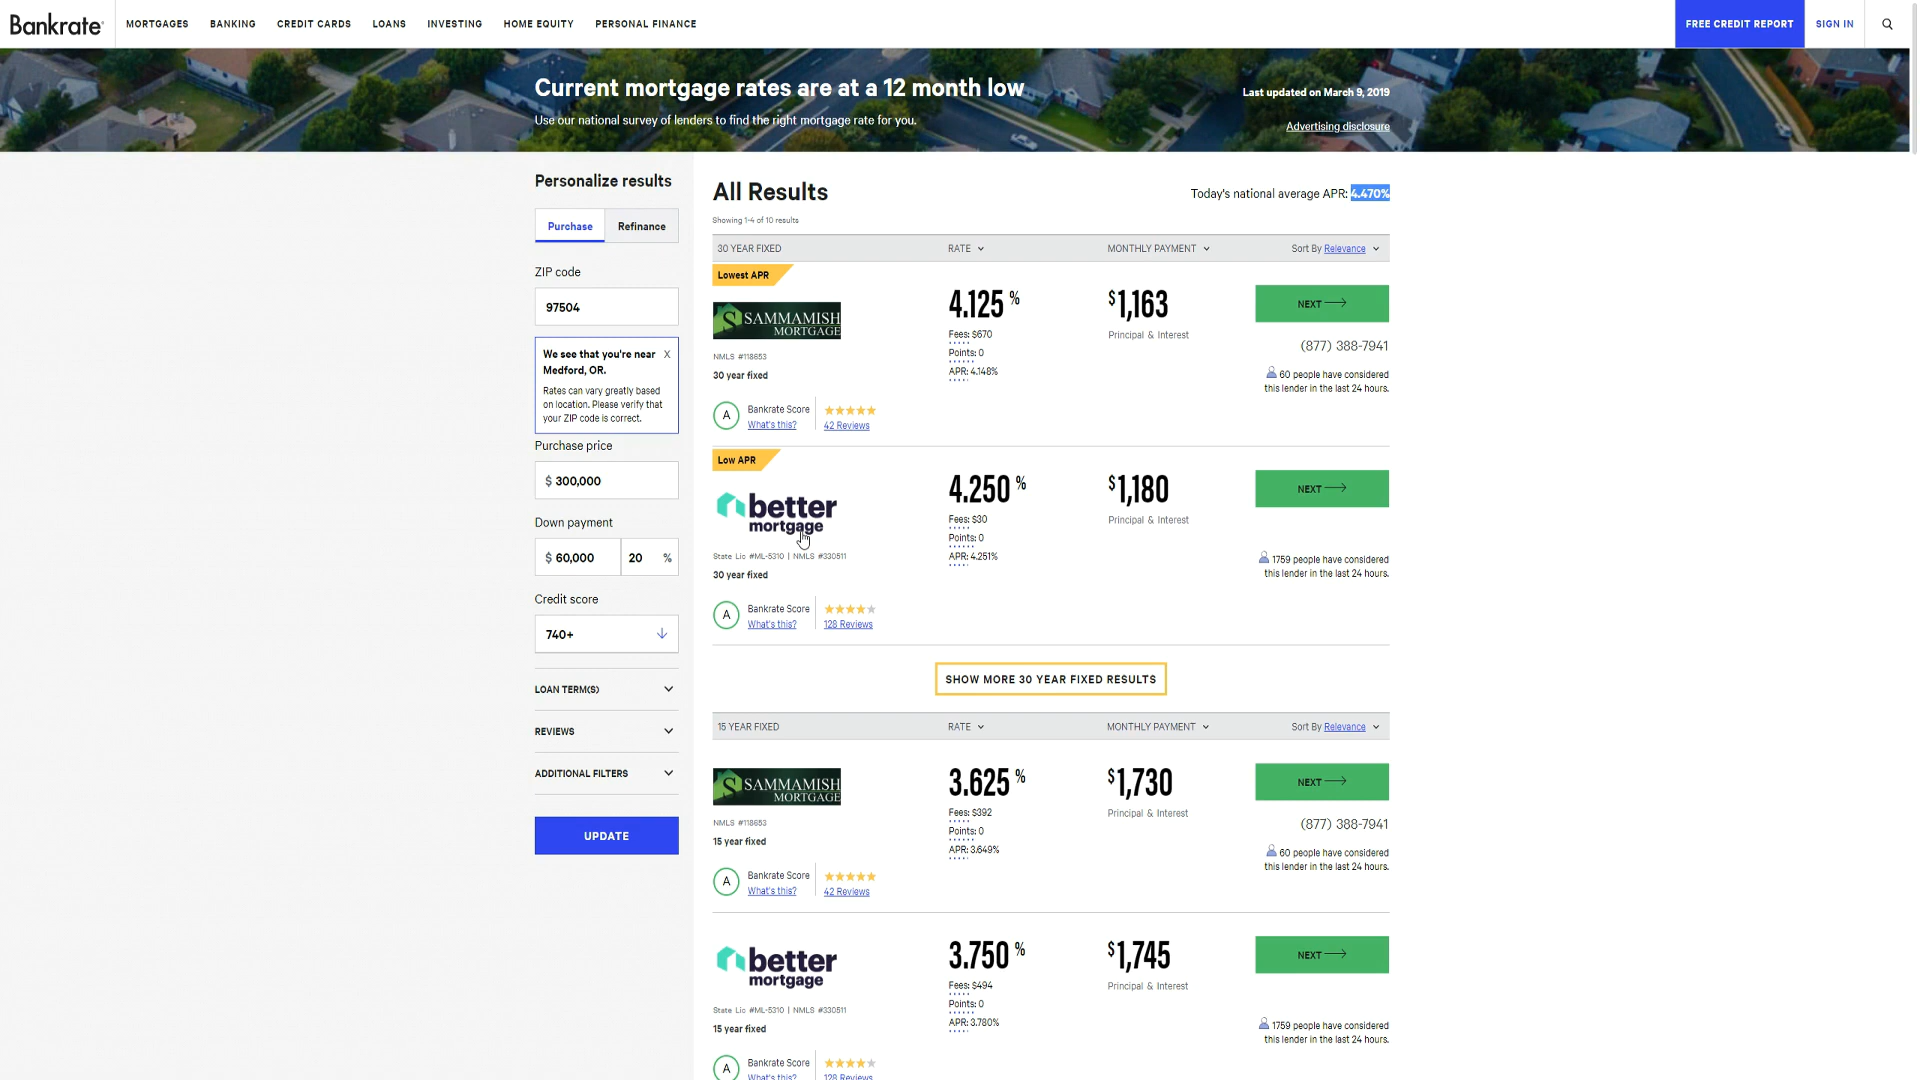 Bankrate
MORTGAGES BANKING CREDIT CARDS LOANS INVESTING HOME EQUITY PERSONAL FINANCE
FREE CREDIT REPORT SIGN IN
Current mortgage rates are at a 12 month low
Use our national survey of lenders to find the right mortgage rate for you.
Last updated on March 9, 2019
Advertising disclosure
Personalize results
Purchase Refinance
ZIP code
97504
We see that you're near X
Medford, OR.
Rates can vary greatly based
on location. Please verify that
your ZIP code is correct.
Purchase price
$ 300,000
Down payment
$ 60,000 20 %
Credit score
740+
LOAN TERM(S)
REVIEWS
ADDITIONAL FILTERS
UPDATE
All Results
Today's national average APR: 4.470%
Showing 1-4 of 10 results
30 YEAR FIXED RATE MONTHLY PAYMENT Sort By Relevance
Lowest APR
SAMMAMISH
MORTGAGE
NMLS #118653
30 year fixed
A Bankrate Score
What's this? 42 Reviews
4.125 %
Fees: $670
Points: 0
APR: 4.148%
$1,163
Principal & Interest
NEXT
(877) 388-7941
60 people have considered
this lender in the last 24 hours.
Low APR
better
mortgage
State Lic #ML-5310 | NMLS #330511
30 year fixed
A Bankrate Score
What's this? 128 Reviews
4.250 %
Fees: $30
Points: 0
APR: 4.251%
$1,180
Principal & Interest
NEXT
1759 people have considered
this lender in the last 24 hours.
SHOW MORE 30 YEAR FIXED RESULTS
15 YEAR FIXED RATE MONTHLY PAYMENT Sort By Relevance
SAMMAMISH
MORTGAGE
NMLS #118653
15 year fixed
A Bankrate Score
What's this? 42 Reviews
3.625 %
Fees: $392
Points: 0
APR: 3.649%
$1,730
Principal & Interest
NEXT
(877) 388-7941
60 people have considered
this lender in the last 24 hours.
better
mortgage
State Lic #ML-5310 | NMLS #330511
15 year fixed
A Bankrate Score
What's this? 128 Reviews
3.750 %
Fees: $494
Points: 0
APR: 3.780%
$1,745
Principal & Interest
NEXT
1759 people have considered
this lender in the last 24 hours.